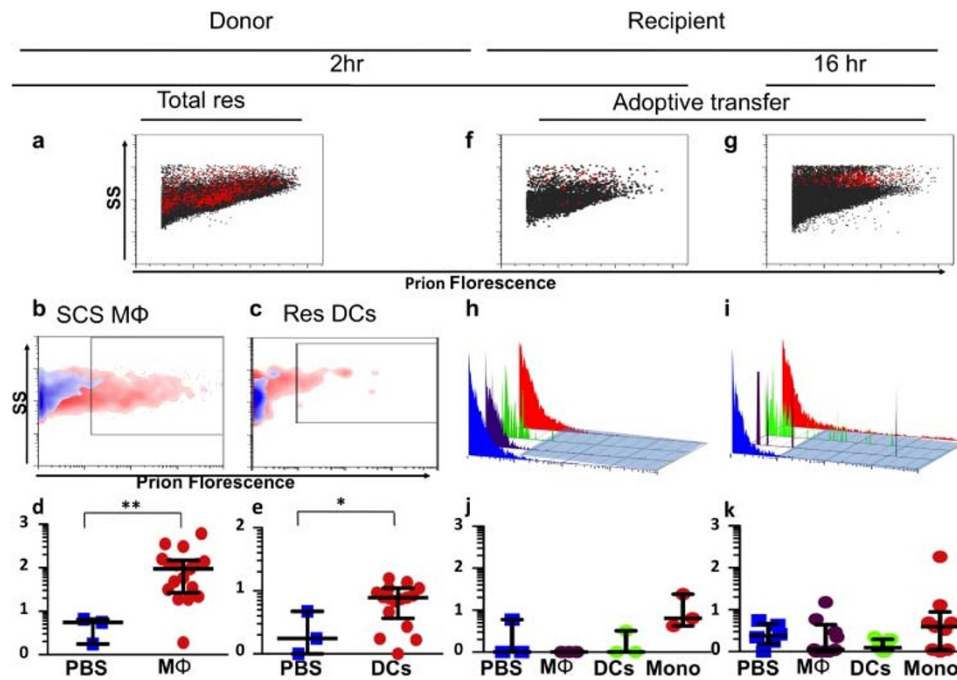 Donor Recipient
2hr 16 hr
Total res Adoptive transfer
a f g
SS
Prion Florescence
b SCS MΦ c Res DCs h i
SS
Prion Florescence
d ** e * j k
3 2 3 3
2 2 2
1 1 1 1
0 0 0 0
PBS MΦ PBS DCs PBS MΦ DCs Mono PBS MΦ DCs Mono